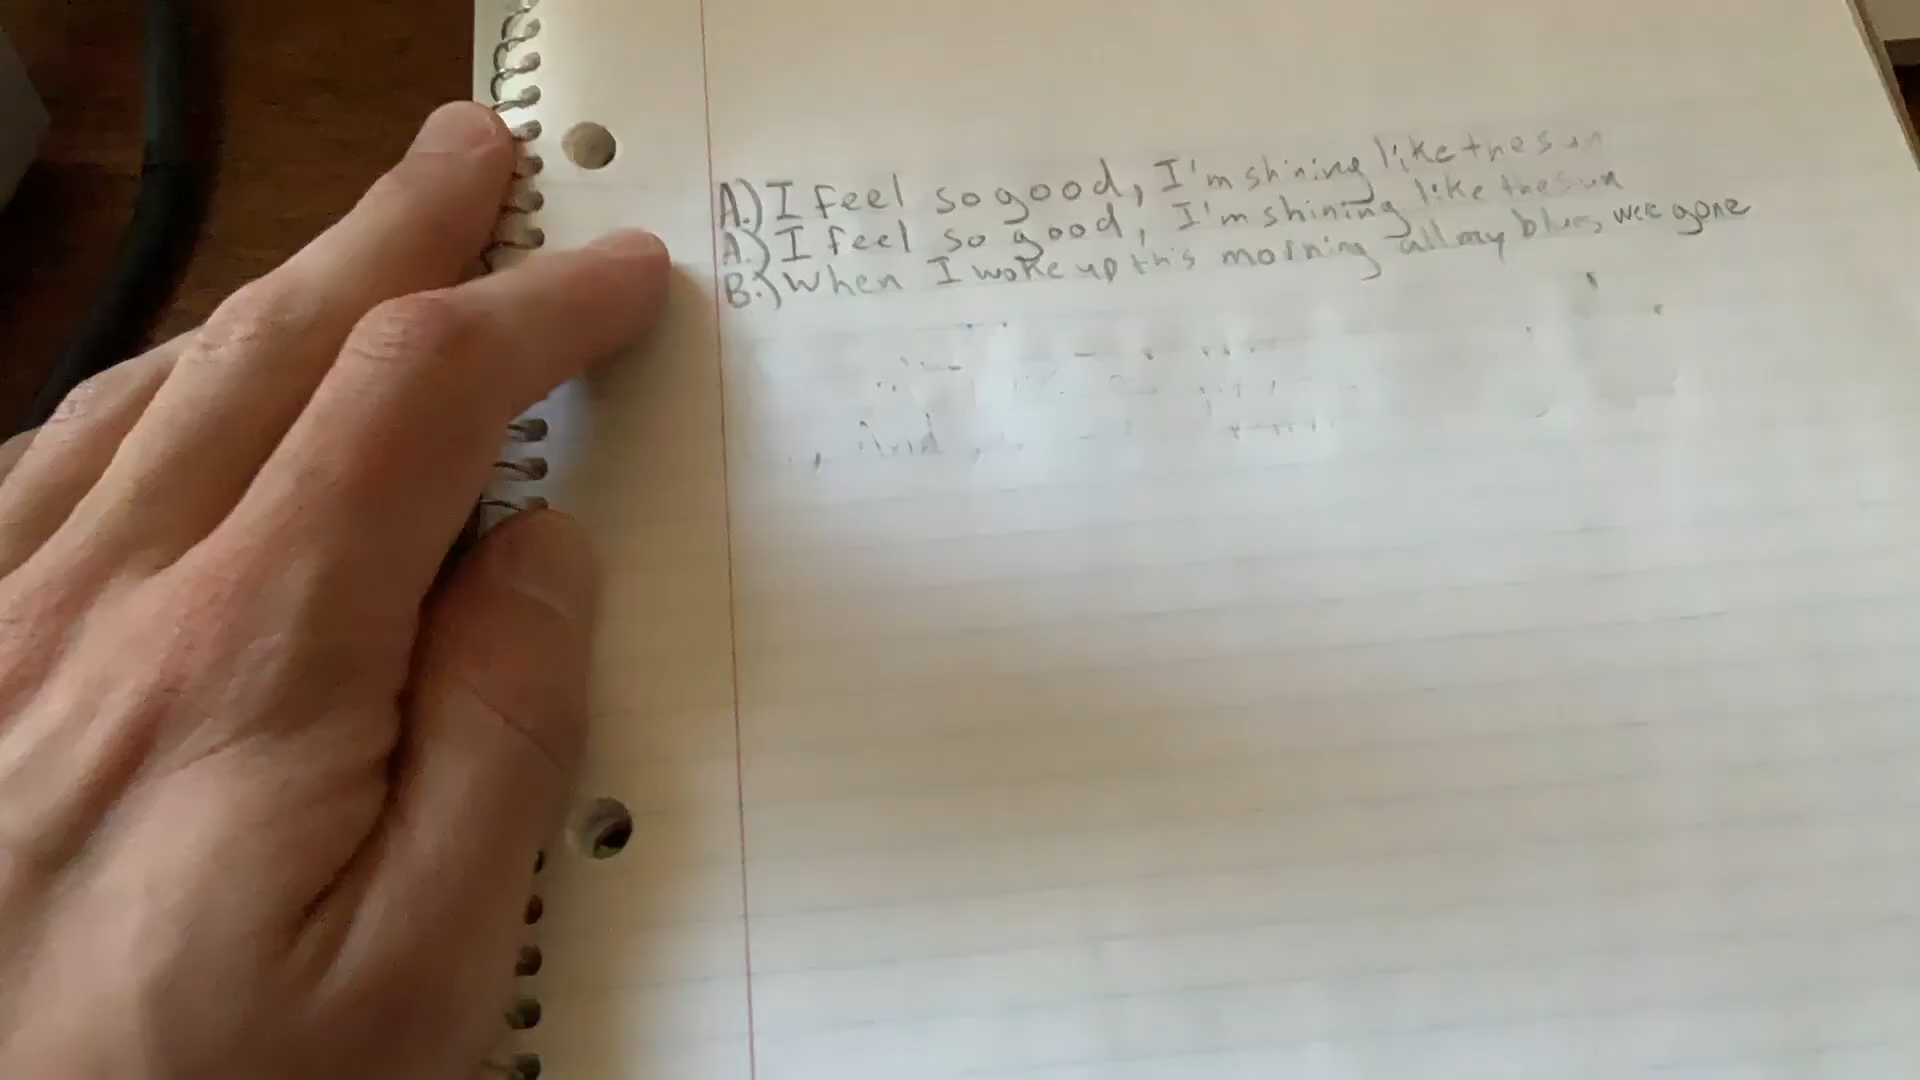 A.) I feel so good, I'm shining like the sun
A.) I feel so good, I'm shining like the sun
B.) When I woke up this morning all my blues were gone